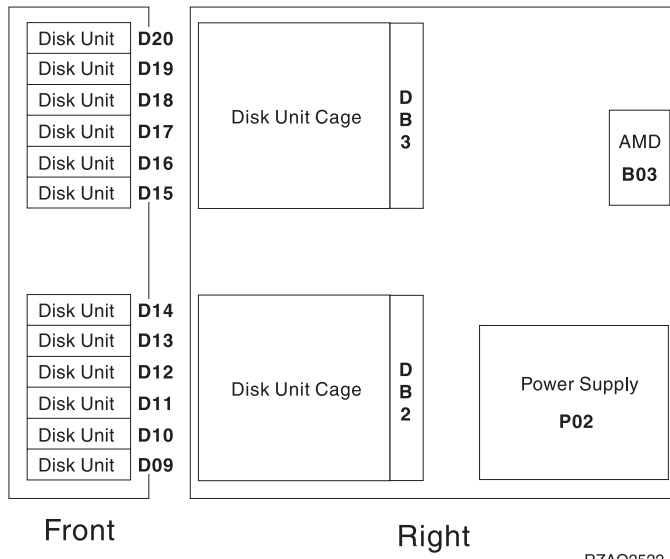 Disk Unit D20
Disk Unit D19
Disk Unit D18
Disk Unit D17
Disk Unit D16
Disk Unit D15
Disk Unit D14
Disk Unit D13
Disk Unit D12
Disk Unit D11
Disk Unit D10
Disk Unit D09
Front
Disk Unit Cage
D
B
3
AMD
B03
Disk Unit Cage
D
B
2
Power Supply
P02
Right